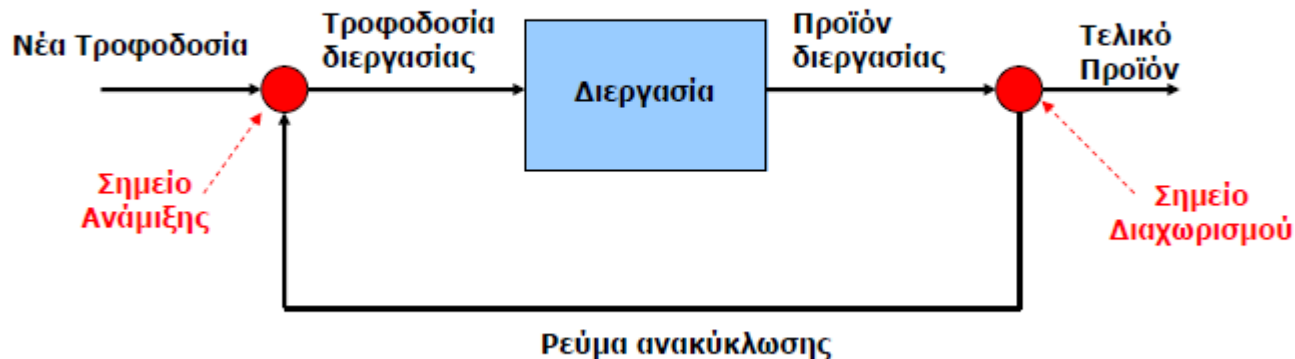 Νέα Τροφοδοσία
Τροφοδοσία
διεργασίας
Διεργασία
Προϊόν
διεργασίας
Τελικό
Προϊόν
Σημείο
Ανάμιξης
Σημείο
Διαχωρισμού
Ρεύμα ανακύκλωσης